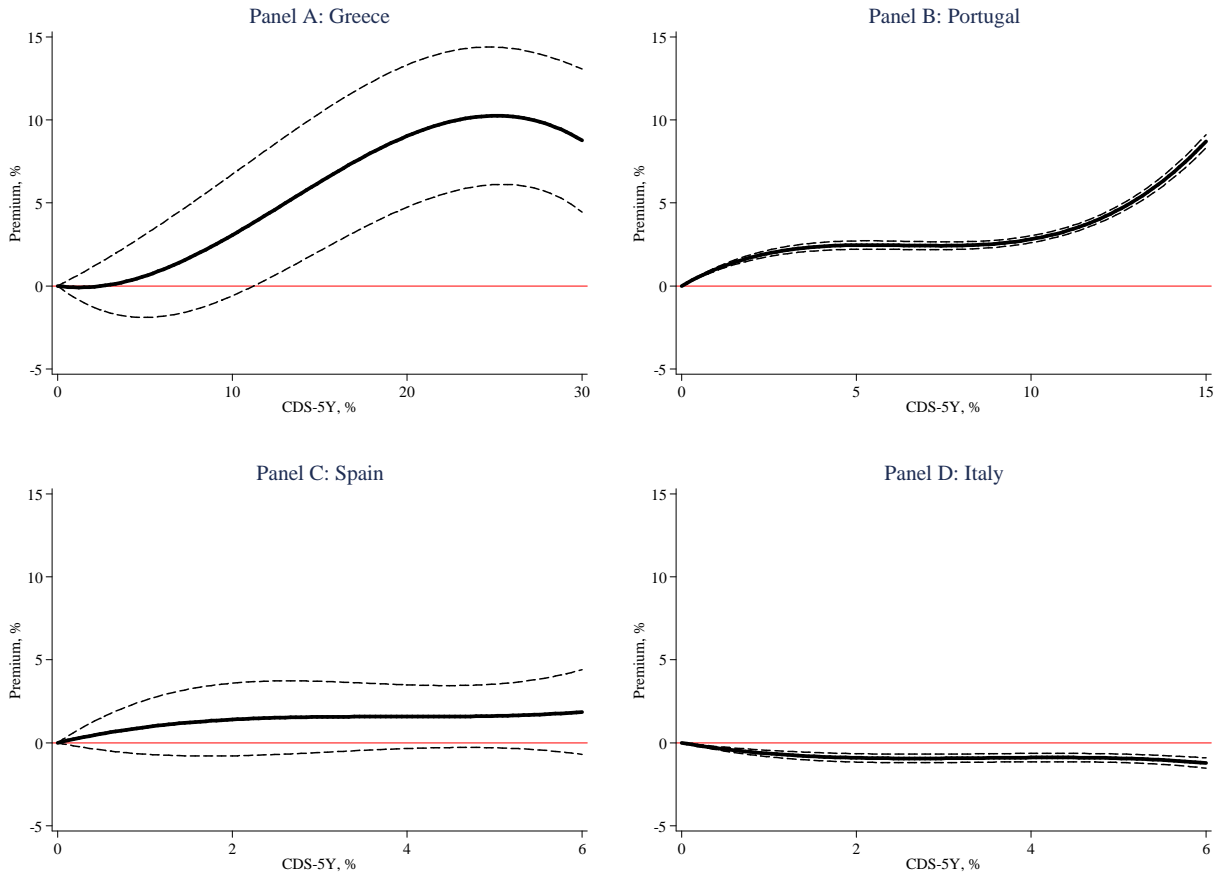 Panel A: Greece
15
10
5
0
-5
Premium, %
0 10 20 30
CDS-5Y, %
Panel B: Portugal
15
10
5
0
-5
Premium, %
0 5 10 15
CDS-5Y, %
Panel C: Spain
15
10
5
0
-5
Premium, %
0 2 4 6
CDS-5Y, %
Panel D: Italy
15
10
5
0
-5
Premium, %
0 2 4 6
CDS-5Y, %